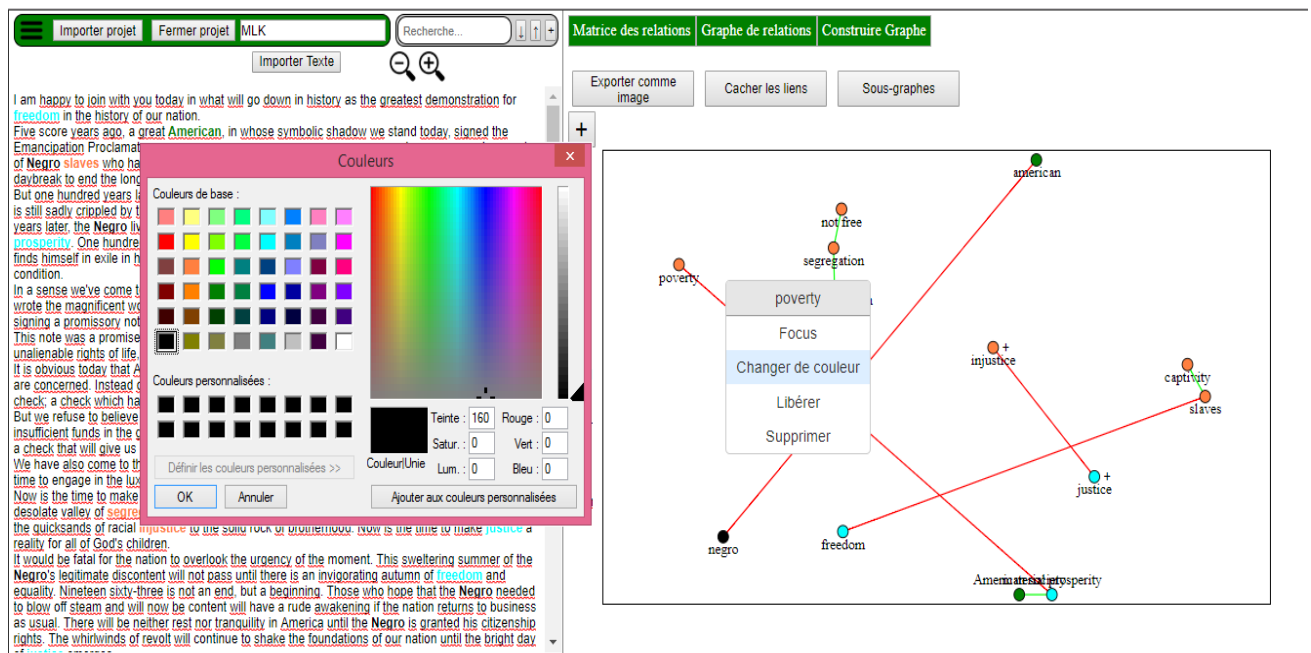 Importer projet Fermer projet MLK Recherche... ↓ ↑ +
Importer Texte
I am happy to join with you today in what will go down in history as the greatest demonstration for
freedom in the history of our nation.
Five score years ago, a great American, in whose symbolic shadow we stand today, signed the
Emancipation Proclamat
of Negro slaves who ha
daybreak to end the long
But one hundred years l
is still sadly crippled by t
years later, the Negro liv
prosperity. One hundre
finds himself in exile in h
condition.
In a sense we've come t
wrote the magnificent wo
signing a promissory not
This note was a promise
unalienable rights of life,
It is obvious today that A
are concerned. Instead o
check; a check which ha
But we refuse to believe
insufficient funds in the g
a check that will give us
We have also come to th
time to engage in the lux
Now is the time to make
desolate valley of segre
the quicksands of racial injustice to the solid rock of brotherhood. Now is the time to make justice a
reality for all of God's children.
It would be fatal for the nation to overlook the urgency of the moment. This sweltering summer of the
Negro's legitimate discontent will not pass until there is an invigorating autumn of freedom and
equality. Nineteen sixty-three is not an end, but a beginning. Those who hope that the Negro needed
to blow off steam and will now be content will have a rude awakening if the nation returns to business
as usual. There will be neither rest nor tranquility in America until the Negro is granted his citizenship
rights. The whirlwinds of revolt will continue to shake the foundations of our nation until the bright day
of justice emerges
Couleurs x
Couleurs de base :
Couleurs personnalisées :
Définir les couleurs personnalisées >>
OK Annuler
Couleur|Unie
Teinte : 160 Rouge : 0
Satur. : 0 Vert : 0
Lum. : 0 Bleu : 0
Ajouter aux couleurs personnalisées
Matrice des relations Graphe de relations Construire Graphe
Exporter comme
image
Cacher les liens
Sous-graphes
+
american
not free
segregation
poverty
poverty
Focus
Changer de couleur
Libérer
Supprimer
injustice +
captivity
slaves
justice +
negro
freedom
prosperity